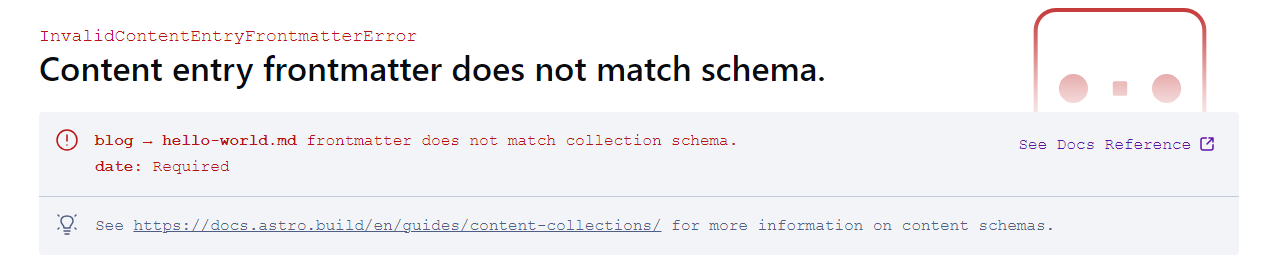 InvalidContentEntryFrontmatterError
Content entry frontmatter does not match schema.
blog → hello-world.md frontmatter does not match collection schema.
date: Required
See Docs Reference
See https://docs.astro.build/en/guides/content-collections/ for more information on content schemas.